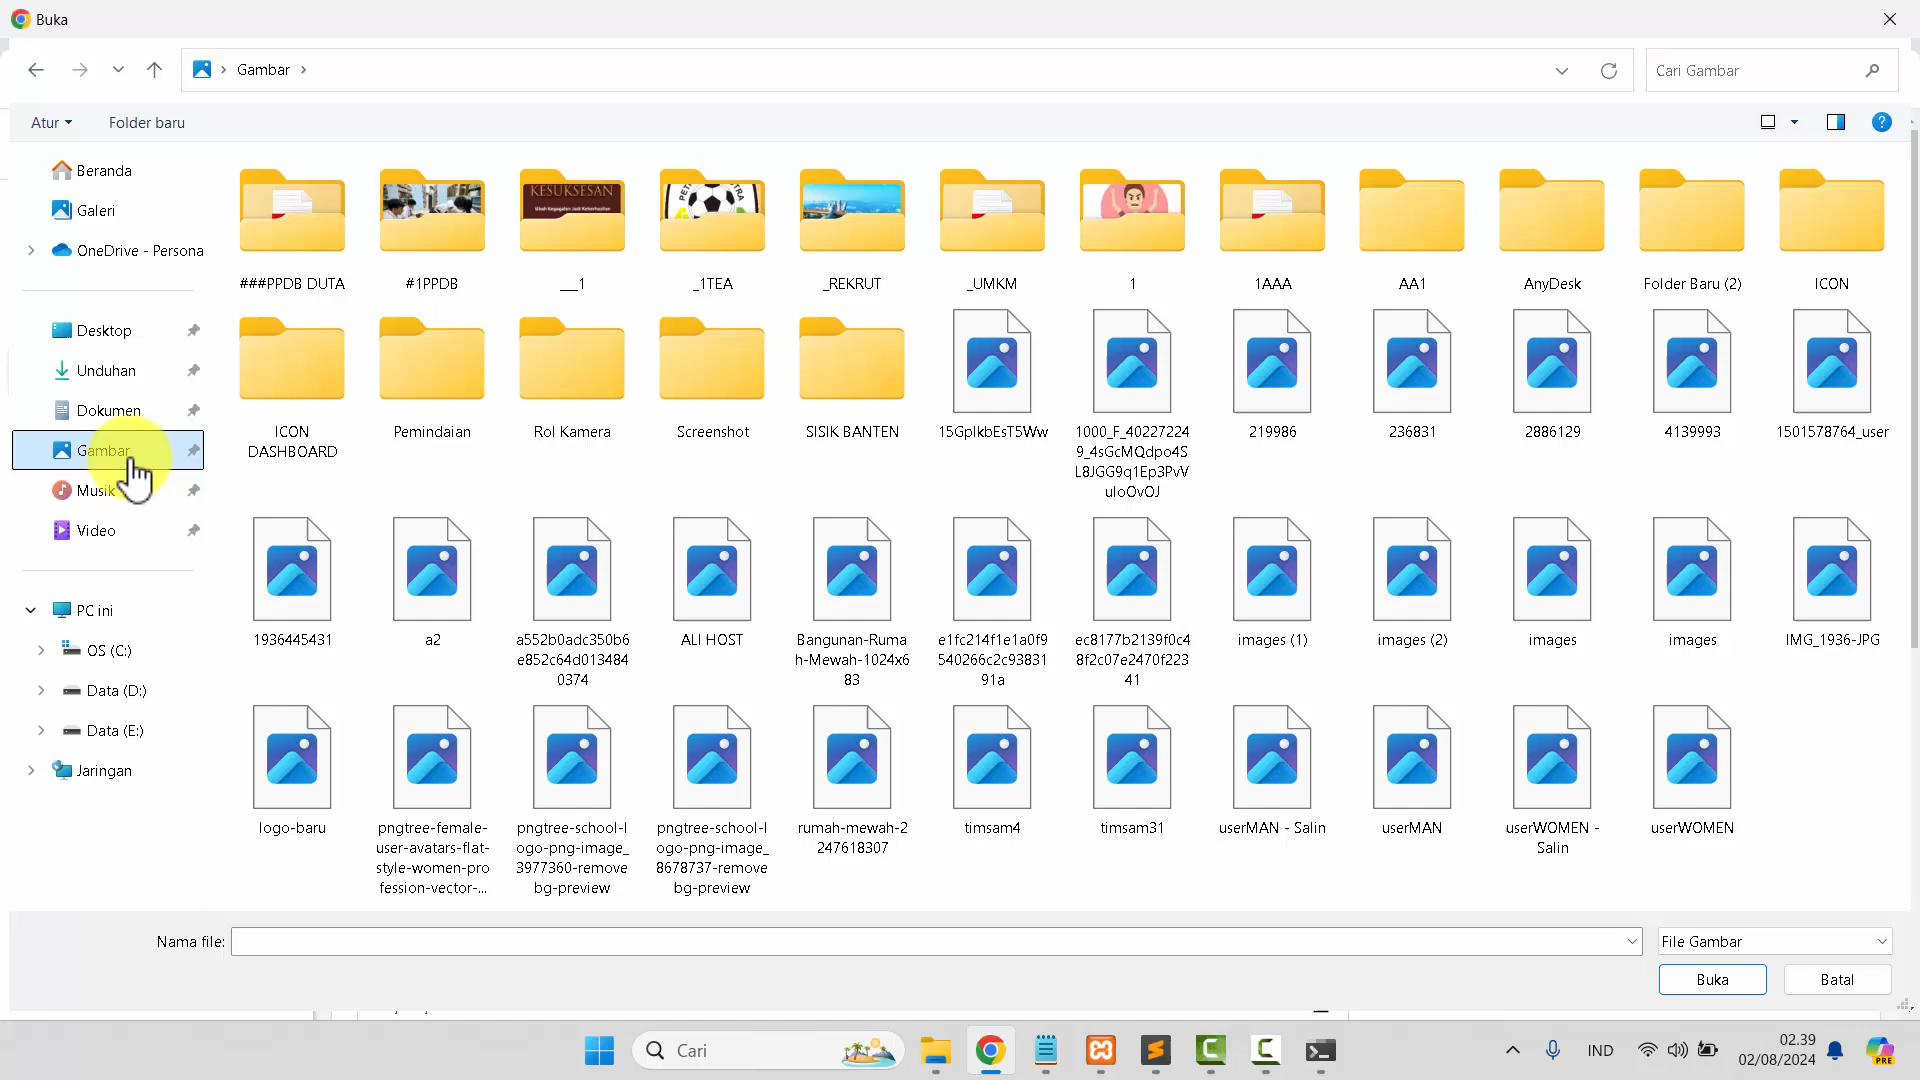 Buka
Gambar
Cari Gambar
Atur
Folder baru
Beranda
Galeri
OneDrive - Persona
Desktop
Unduhan
Dokumen
Gambar
Musik
Video
PC ini
OS (C:)
Data (D:)
Data (E:)
Jaringan
KESUKSESAN
###PPDB DUTA
#1PPDB
___1
_1TEA
_REKRUT
_UMKM
1
1AAA
AA1
AnyDesk
Folder Baru (2)
ICON
ICON
DASHBOARD
Pemindaian
Rol Kamera
Screenshot
SISIK BANTEN
15GplkbEsT5Ww
1000_F_40227224
9_4sGcMQdpo4S
L8JGG9q1Ep3PvV
uloOvOJ
219986
236831
2886129
4139993
1501578764_user
1936445431
a2
a552b0adc350b6
e852c64d013484
0374
ALI HOST
Bangunan-Ruma
h-Mewah-1024x6
83
e1fc214f1e1a0f9
540266c2c93831
91a
ec8177b2139f0c4
8f2c07e2470f223
41
images (1)
images (2)
images
images
IMG_1936-JPG
logo-baru
pngtree-female-
user-avatars-flat-
style-women-pro
fession-vector-...
pngtree-school-l
ogo-png-image_
3977360-remove
bg-preview
pngtree-school-l
ogo-png-image_
8678737-remove
bg-preview
rumah-mewah-2
247618307
timsam4
timsam31
userMAN - Salin
userMAN
userWOMEN -
Salin
userWOMEN
Nama file:
File Gambar
Buka
Batal
Cari
IND
02.39
02/08/2024
PRE